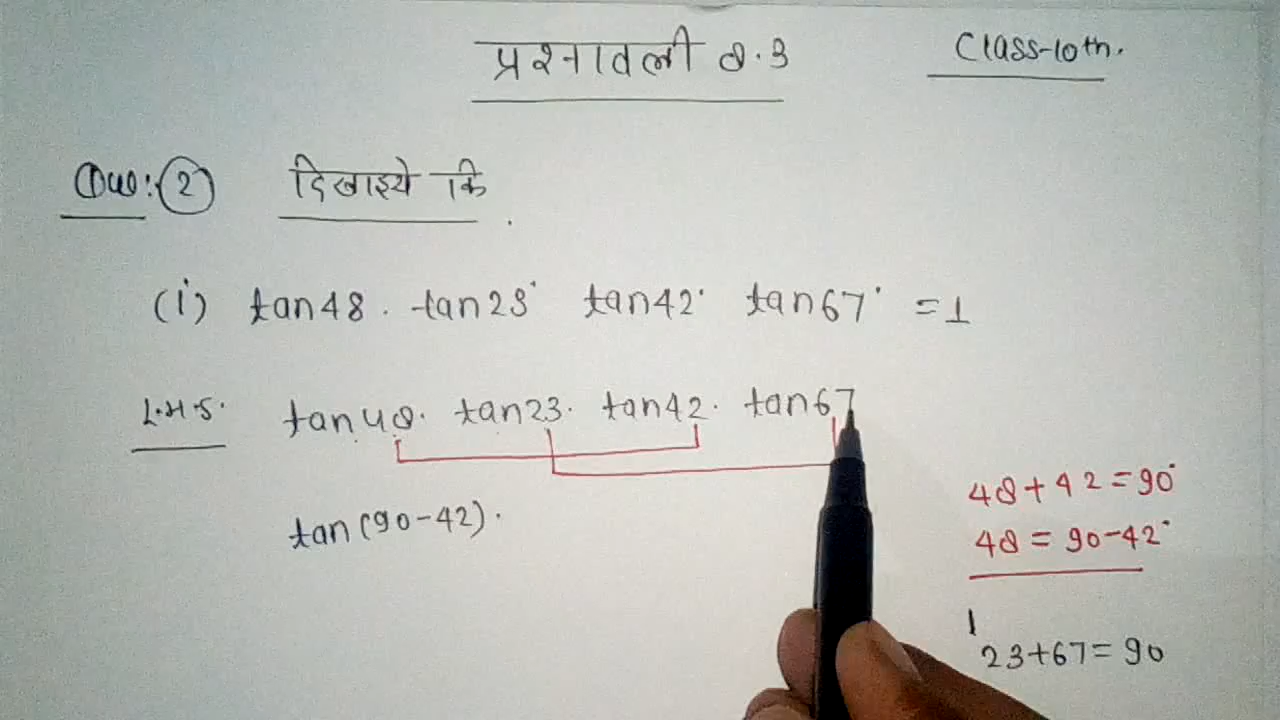 प्रश्नावली 8.3
Class-10th.
Que:- (2) दिखाइये कि
(i) tan48 . tan23° tan42° tan67° = 1
L.H.S. tan48. tan23. tan42. tan67
tan(90-42).
48+42=90°
48 = 90-42°
23+67=90